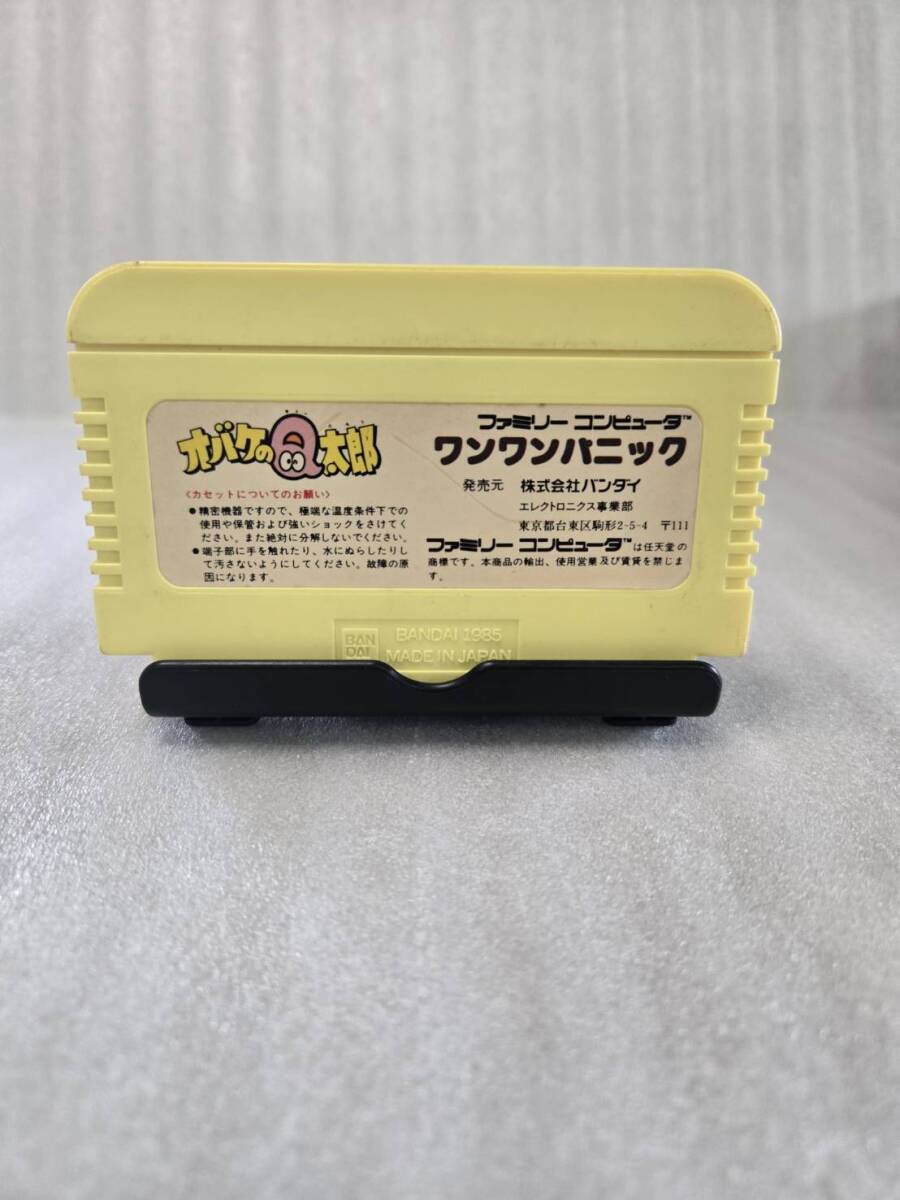 オバケのQ太郎
〈カセットについてのお願い〉
●精密機器ですので、極端な温度条件下での
使用や保管および強いショックをさけてく
ださい。また絶対に分解しないでください。
●端子部に手を触れたり、水にぬらしたりし
て汚さないようにしてください。故障の原
因になります。
ファミリー コンピュータ™
ワンワンパニック
発売元 株式会社バンダイ
エレクトロニクス事業部
東京都台東区駒形2-5-4 〒111
ファミリー コンピュータ™は任天堂の
商標です。本商品の輸出、使用営業及び賃貸を禁じま
す。
BAN
DAI
BANDAI 1985
MADE IN JAPAN